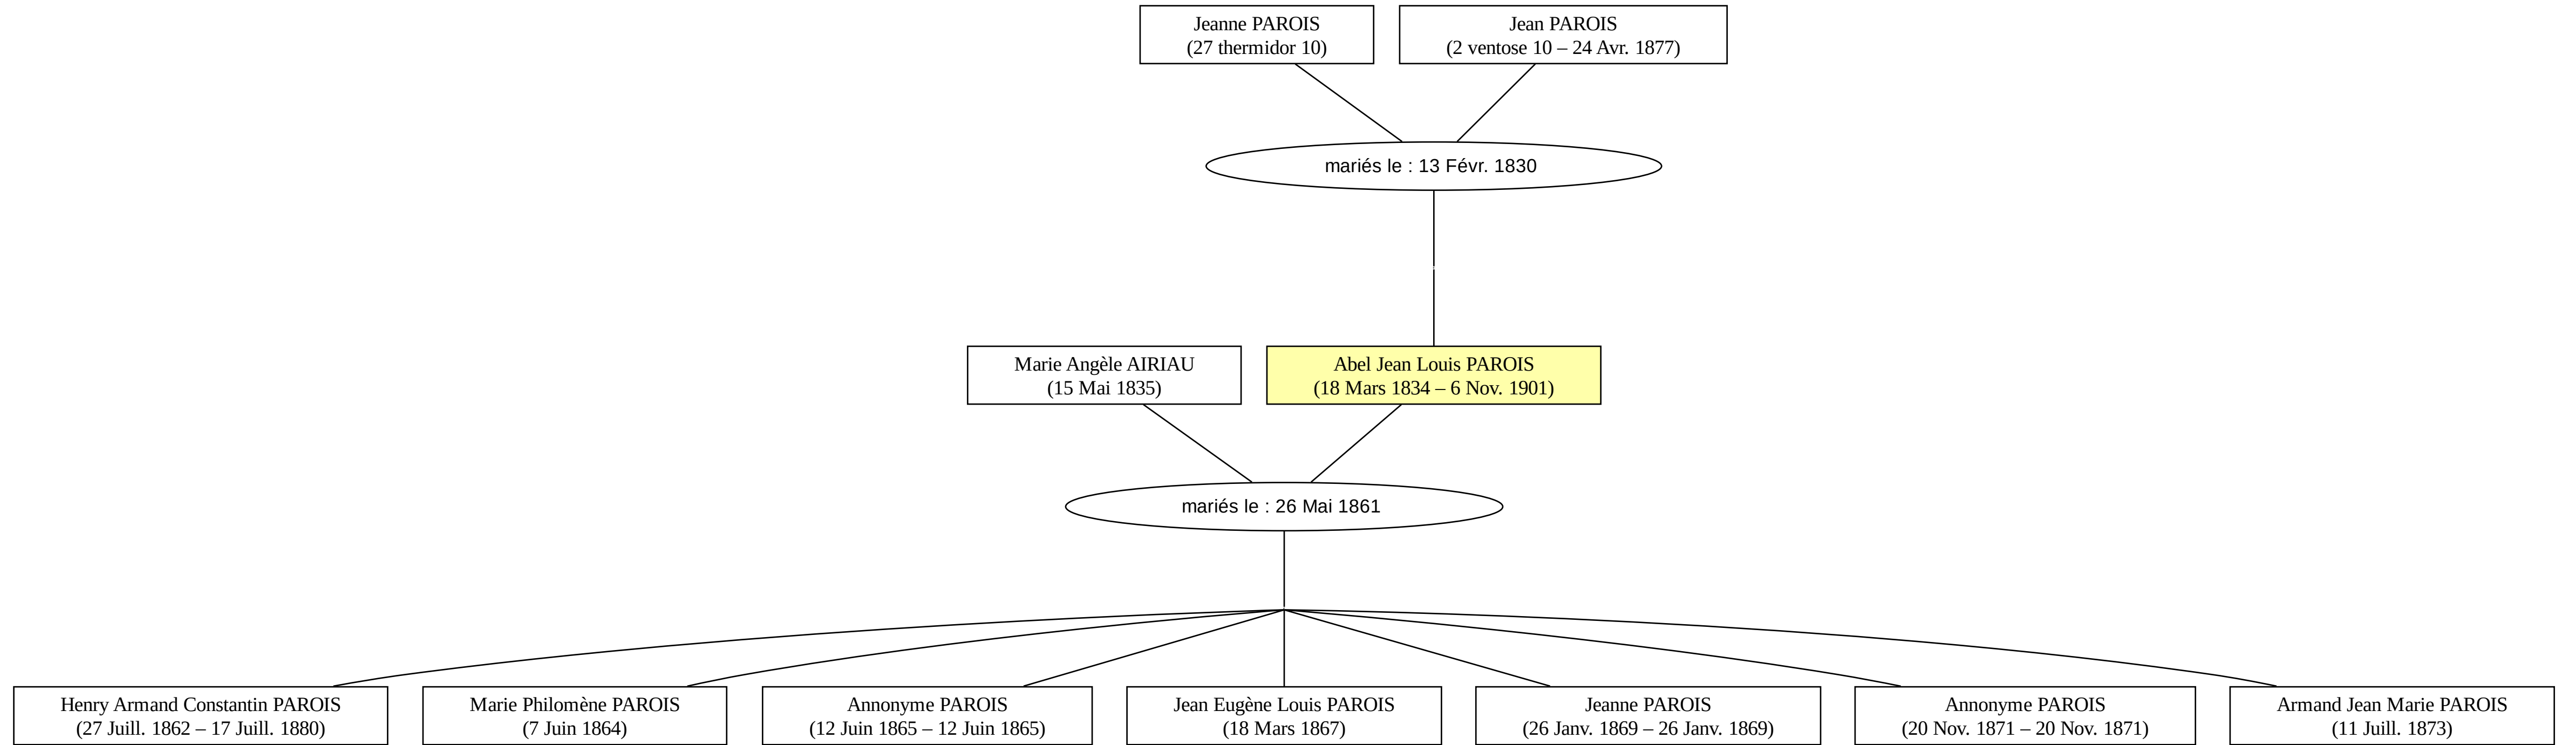 Jeanne PAROIS
(27 thermidor 10)
Jean PAROIS
(2 ventose 10 – 24 Avr. 1877)
mariés le : 13 Févr. 1830
Marie Angèle AIRIAU
(15 Mai 1835)
Abel Jean Louis PAROIS
(18 Mars 1834 – 6 Nov. 1901)
mariés le : 26 Mai 1861
Henry Armand Constantin PAROIS
(27 Juill. 1862 – 17 Juill. 1880)
Marie Philomène PAROIS
(7 Juin 1864)
Annonyme PAROIS
(12 Juin 1865 – 12 Juin 1865)
Jean Eugène Louis PAROIS
(18 Mars 1867)
Jeanne PAROIS
(26 Janv. 1869 – 26 Janv. 1869)
Annonyme PAROIS
(20 Nov. 1871 – 20 Nov. 1871)
Armand Jean Marie PAROIS
(11 Juill. 1873)